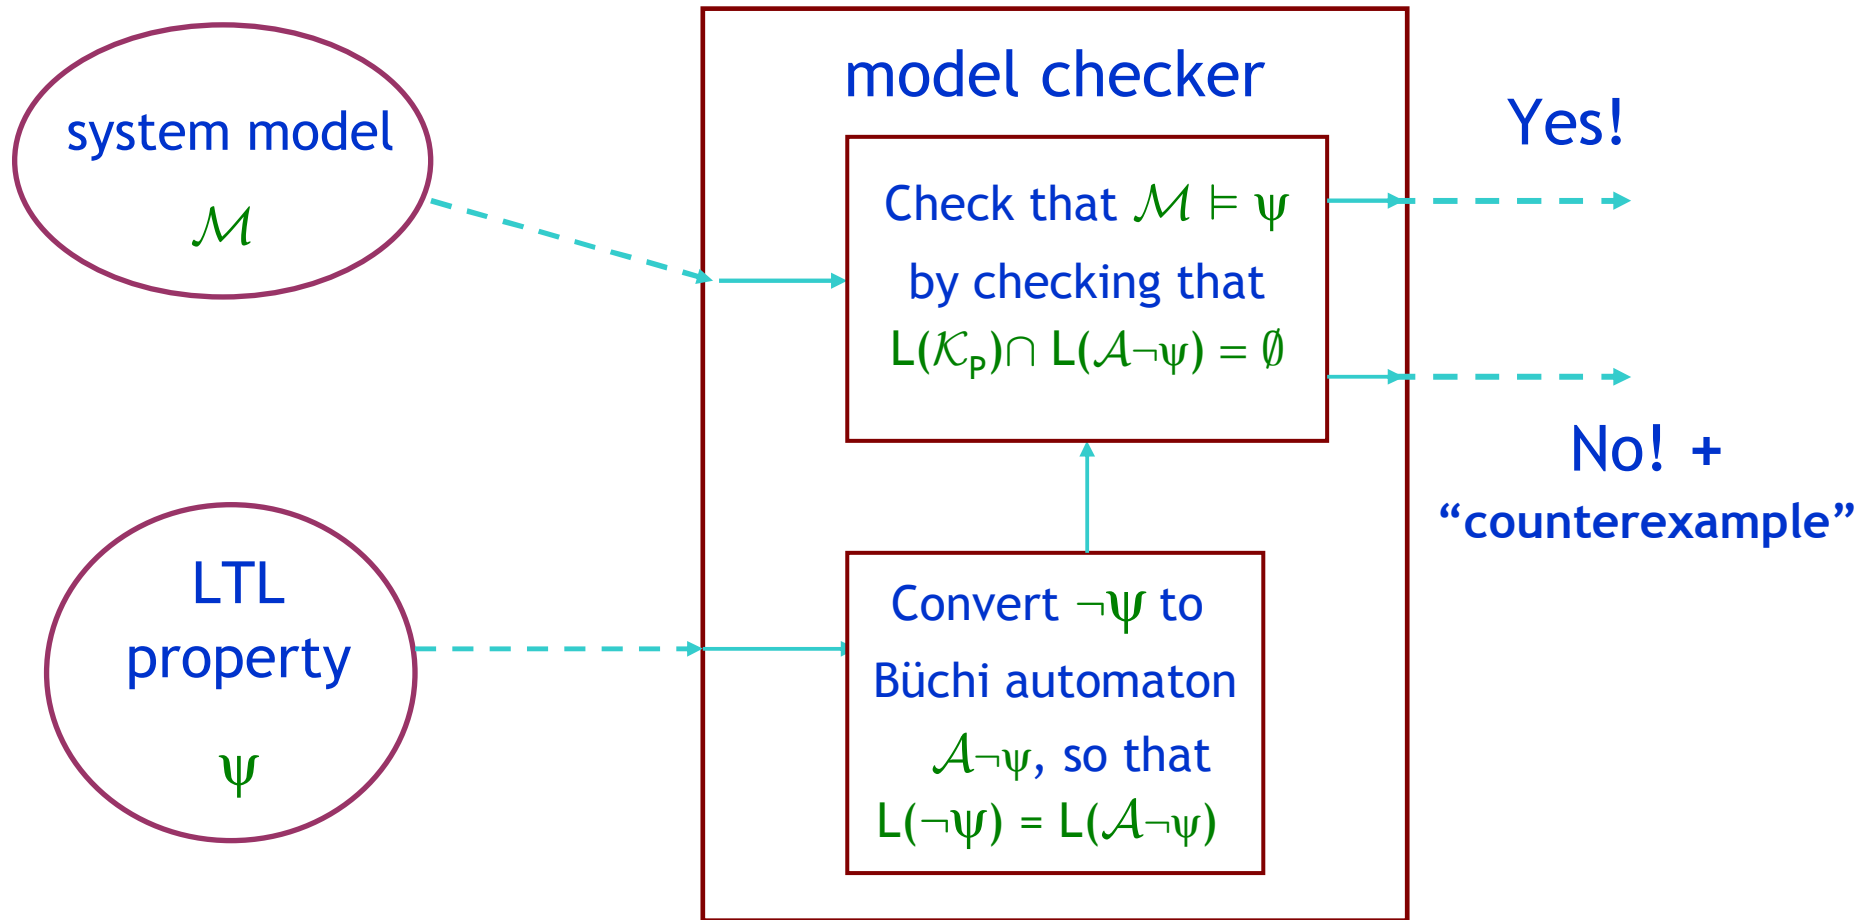 system model
ℳ
LTL
property
ψ
model checker
Check that ℳ ⊨ ψ
by checking that
L(𝒦P)∩ L(𝒜¬ψ) = ∅
Convert ¬ψ to
Büchi automaton
𝒜¬ψ, so that
L(¬ψ) = L(𝒜¬ψ)
Yes!
No! +
“counterexample”